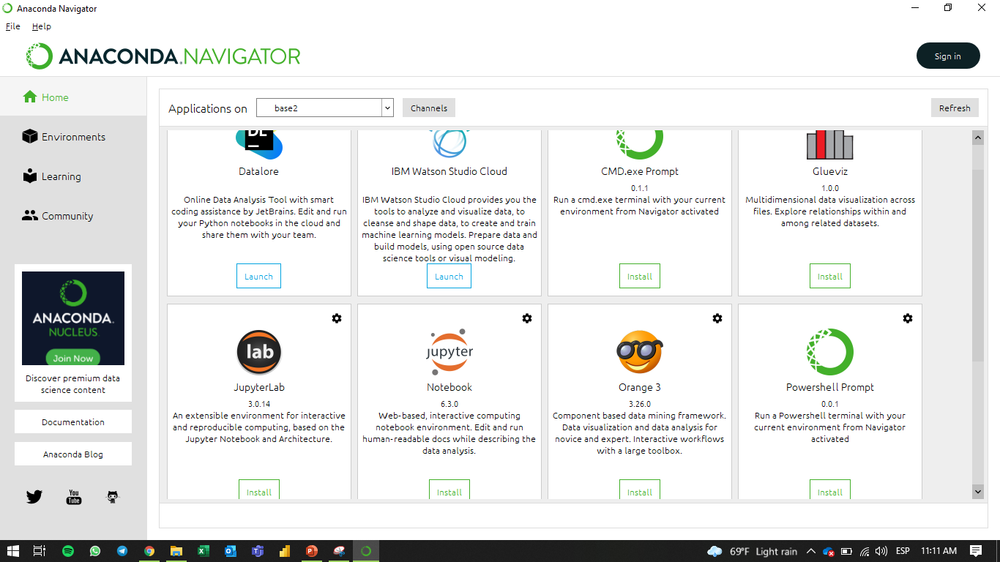 Anaconda Navigator
File Help
ANACONDA.NAVIGATOR
Sign in
Home
Environments
Learning
Community
ANACONDA.
NUCLEUS
Join Now
Discover premium data
science content
Documentation
Anaconda Blog
You
Tube
Applications on base2 Channels Refresh
DL
Datalore
Online Data Analysis Tool with smart
coding assistance by JetBrains. Edit and run
your Python notebooks in the cloud and
share them with your team.
Launch
IBM Watson Studio Cloud
IBM Watson Studio Cloud provides you the
tools to analyze and visualize data, to
cleanse and shape data, to create and train
machine learning models. Prepare data and
build models, using open source data
science tools or visual modeling.
Launch
CMD.exe Prompt
0.1.1
Run a cmd.exe terminal with your current
environment from Navigator activated
Install
Glueviz
1.0.0
Multidimensional data visualization across
files. Explore relationships within and
among related datasets.
Install
lab
JupyterLab
3.0.14
An extensible environment for interactive
and reproducible computing, based on the
Jupyter Notebook and Architecture.
Install
jupyter
Notebook
6.3.0
Web-based, interactive computing
notebook environment. Edit and run
human-readable docs while describing the
data analysis.
Install
Orange 3
3.26.0
Component based data mining framework.
Data visualization and data analysis for
novice and expert. Interactive workflows
with a large toolbox.
Install
Powershell Prompt
0.0.1
Run a Powershell terminal with your
current environment from Navigator
activated
Install
69°F Light rain ESP 11:11 AM